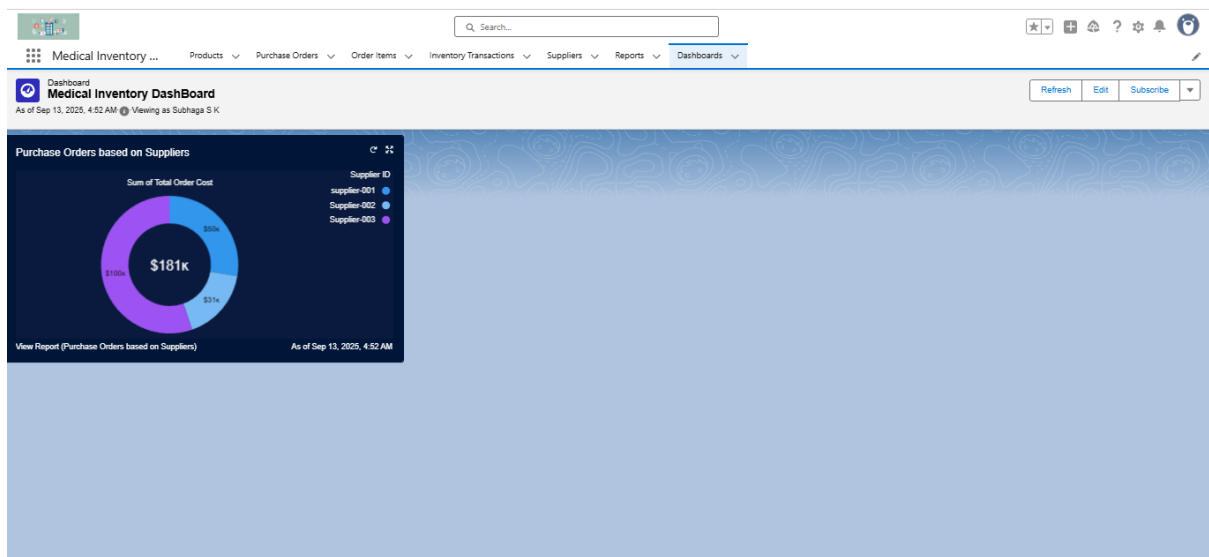 Search...
Medical Inventory ... Products Purchase Orders Order Items Inventory Transactions Suppliers Reports Dashboards
Dashboard
Medical Inventory DashBoard
As of Sep 13, 2025, 4:52 AM Viewing as Subhaga S K
Refresh Edit Subscribe
Purchase Orders based on Suppliers
Sum of Total Order Cost
Supplier ID
supplier-001
Supplier-002
Supplier-003
$50K
$181K
$100K
$31K
View Report (Purchase Orders based on Suppliers) As of Sep 13, 2025, 4:52 AM